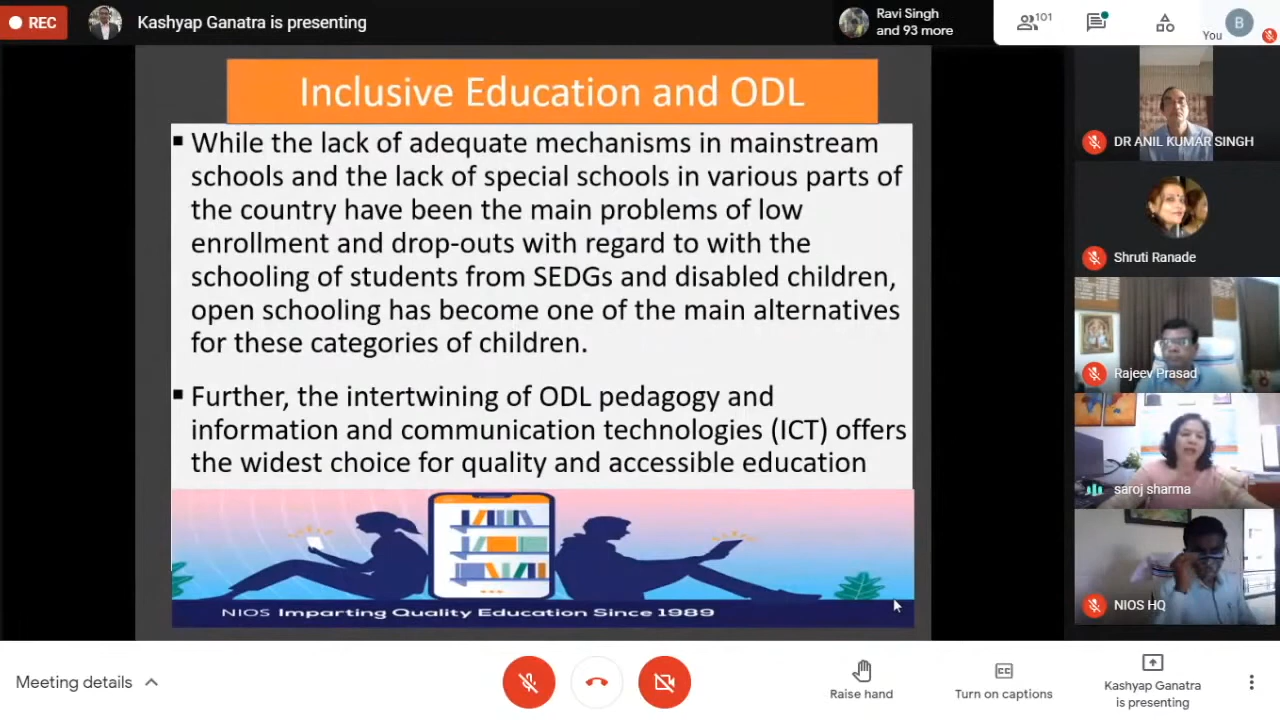 REC
Kashyap Ganatra is presenting
Ravi Singh
and 93 more
101
B
You
Inclusive Education and ODL
▪ While the lack of adequate mechanisms in mainstream
schools and the lack of special schools in various parts of
the country have been the main problems of low
enrollment and drop-outs with regard to with the
schooling of students from SEDGs and disabled children,
open schooling has become one of the main alternatives
for these categories of children.
▪ Further, the intertwining of ODL pedagogy and
information and communication technologies (ICT) offers
the widest choice for quality and accessible education
NIOS Imparting Quality Education Since 1989
DR ANIL KUMAR SINGH
Shruti Ranade
Rajeev Prasad
saroj sharma
NIOS HQ
Meeting details
Raise hand
CC
Turn on captions
Kashyap Ganatra
is presenting